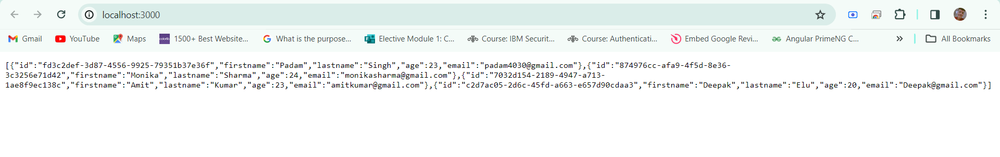 localhost:3000
Gmail YouTube Maps colorlib 1500+ Best Website... What is the purpose... Elective Module 1: C... Course: IBM Securit... Course: Authenticati... Embed Google Revi... Angular PrimeNG C... » All Bookmarks
[{"id":"fd3c2def-3d87-4556-9925-79351b37e36f","firstname":"Padam","lastname":"Singh","age":23,"email":"padam4030@gmail.com"},{"id":"874976cc-afa9-4f5d-8e36-
3c3256e71d42","firstname":"Monika","lastname":"Sharma","age":24,"email":"monikasharma@gmail.com"},{"id":"7032d154-2189-4947-a713-
1ae8f9ec138c","firstname":"Amit","lastname":"Kumar","age":23,"email":"amitkumar@gmail.com"},{"id":"c2d7ac05-2d6c-45fd-a663-e657d90cdaa3","firstname":"Deepak","lastname":"Elu","age":20,"email":"Deepak@gmail.com"}]